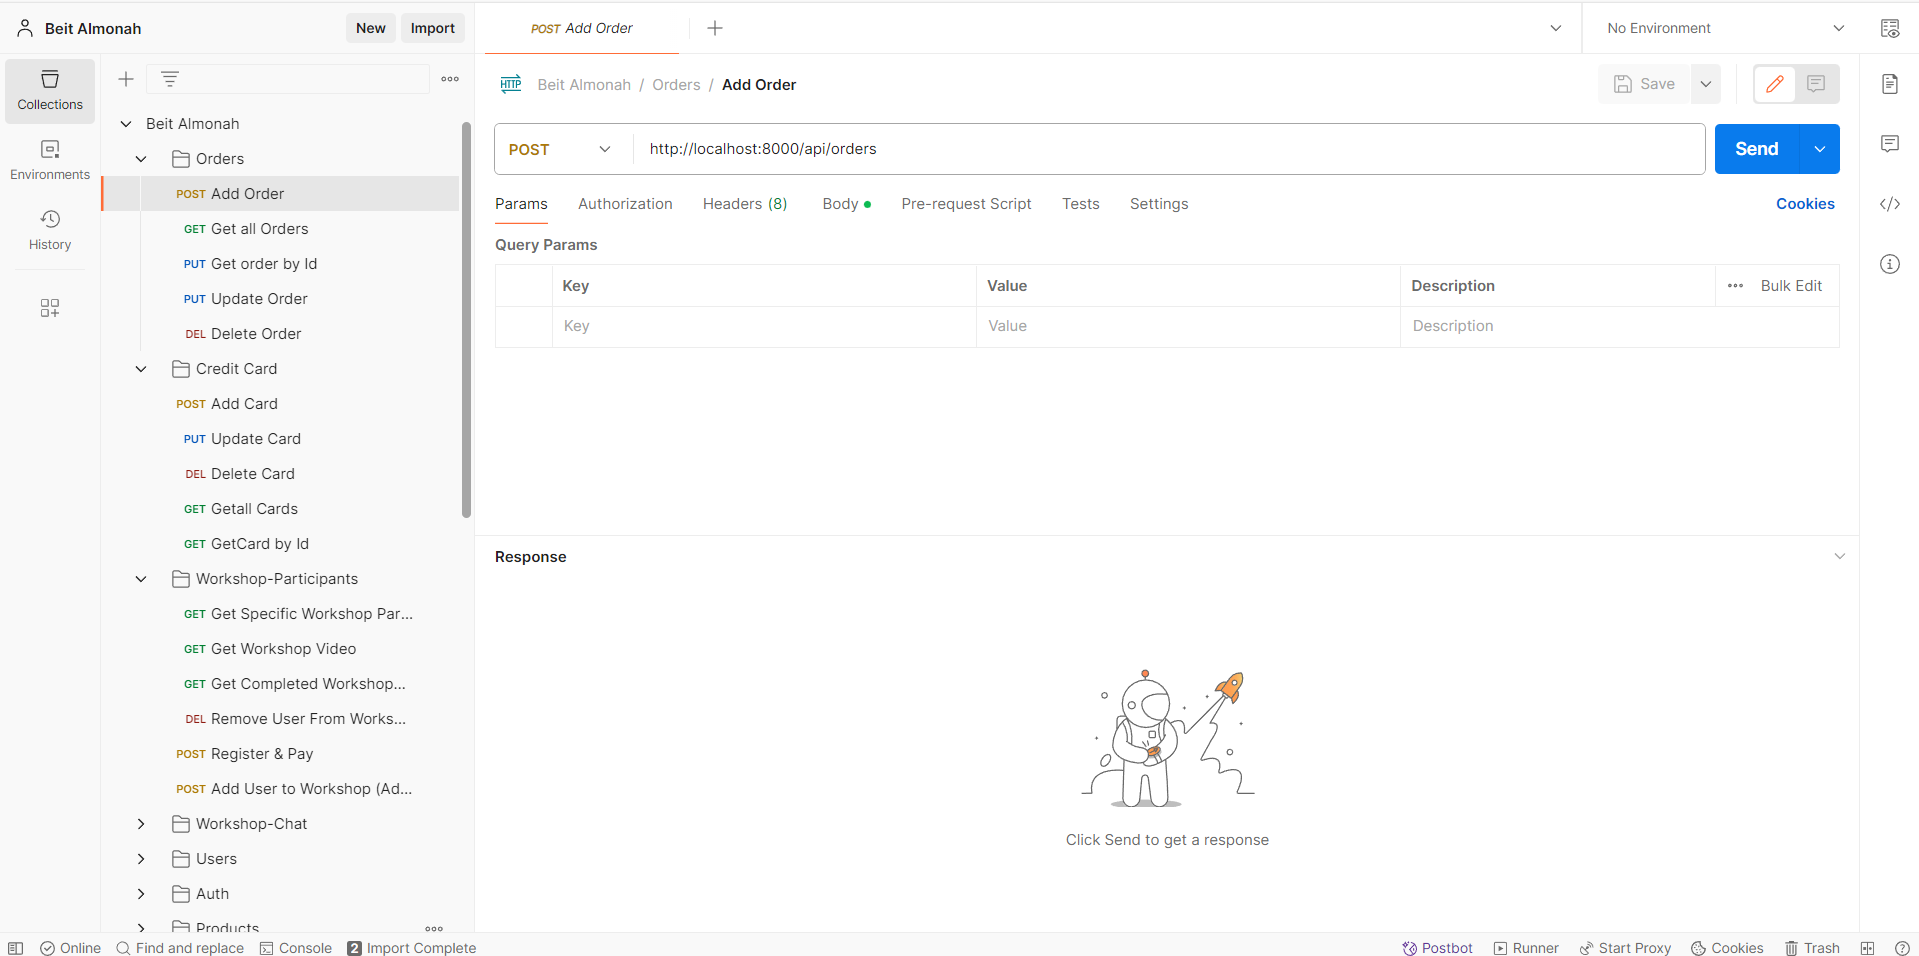 Beit Almonah
New
Import
POST Add Order
No Environment
Collections
Environments
History
Beit Almonah
Orders
POST Add Order
GET Get all Orders
PUT Get order by Id
PUT Update Order
DEL Delete Order
Credit Card
POST Add Card
PUT Update Card
DEL Delete Card
GET Getall Cards
GET GetCard by Id
Workshop-Participants
GET Get Specific Workshop Par...
GET Get Workshop Video
GET Get Completed Workshop...
DEL Remove User From Works...
POST Register & Pay
POST Add User to Workshop (Ad...
Workshop-Chat
Users
Auth
Products
HTTP Beit Almonah / Orders / Add Order
Save
POST http://localhost:8000/api/orders
Send
Params Authorization Headers (8) Body Pre-request Script Tests Settings
Cookies
Query Params
Key Value Description Bulk Edit
Key Value Description
Response
Click Send to get a response
Online Find and replace Console 2 Import Complete
Postbot Runner Start Proxy Cookies Trash